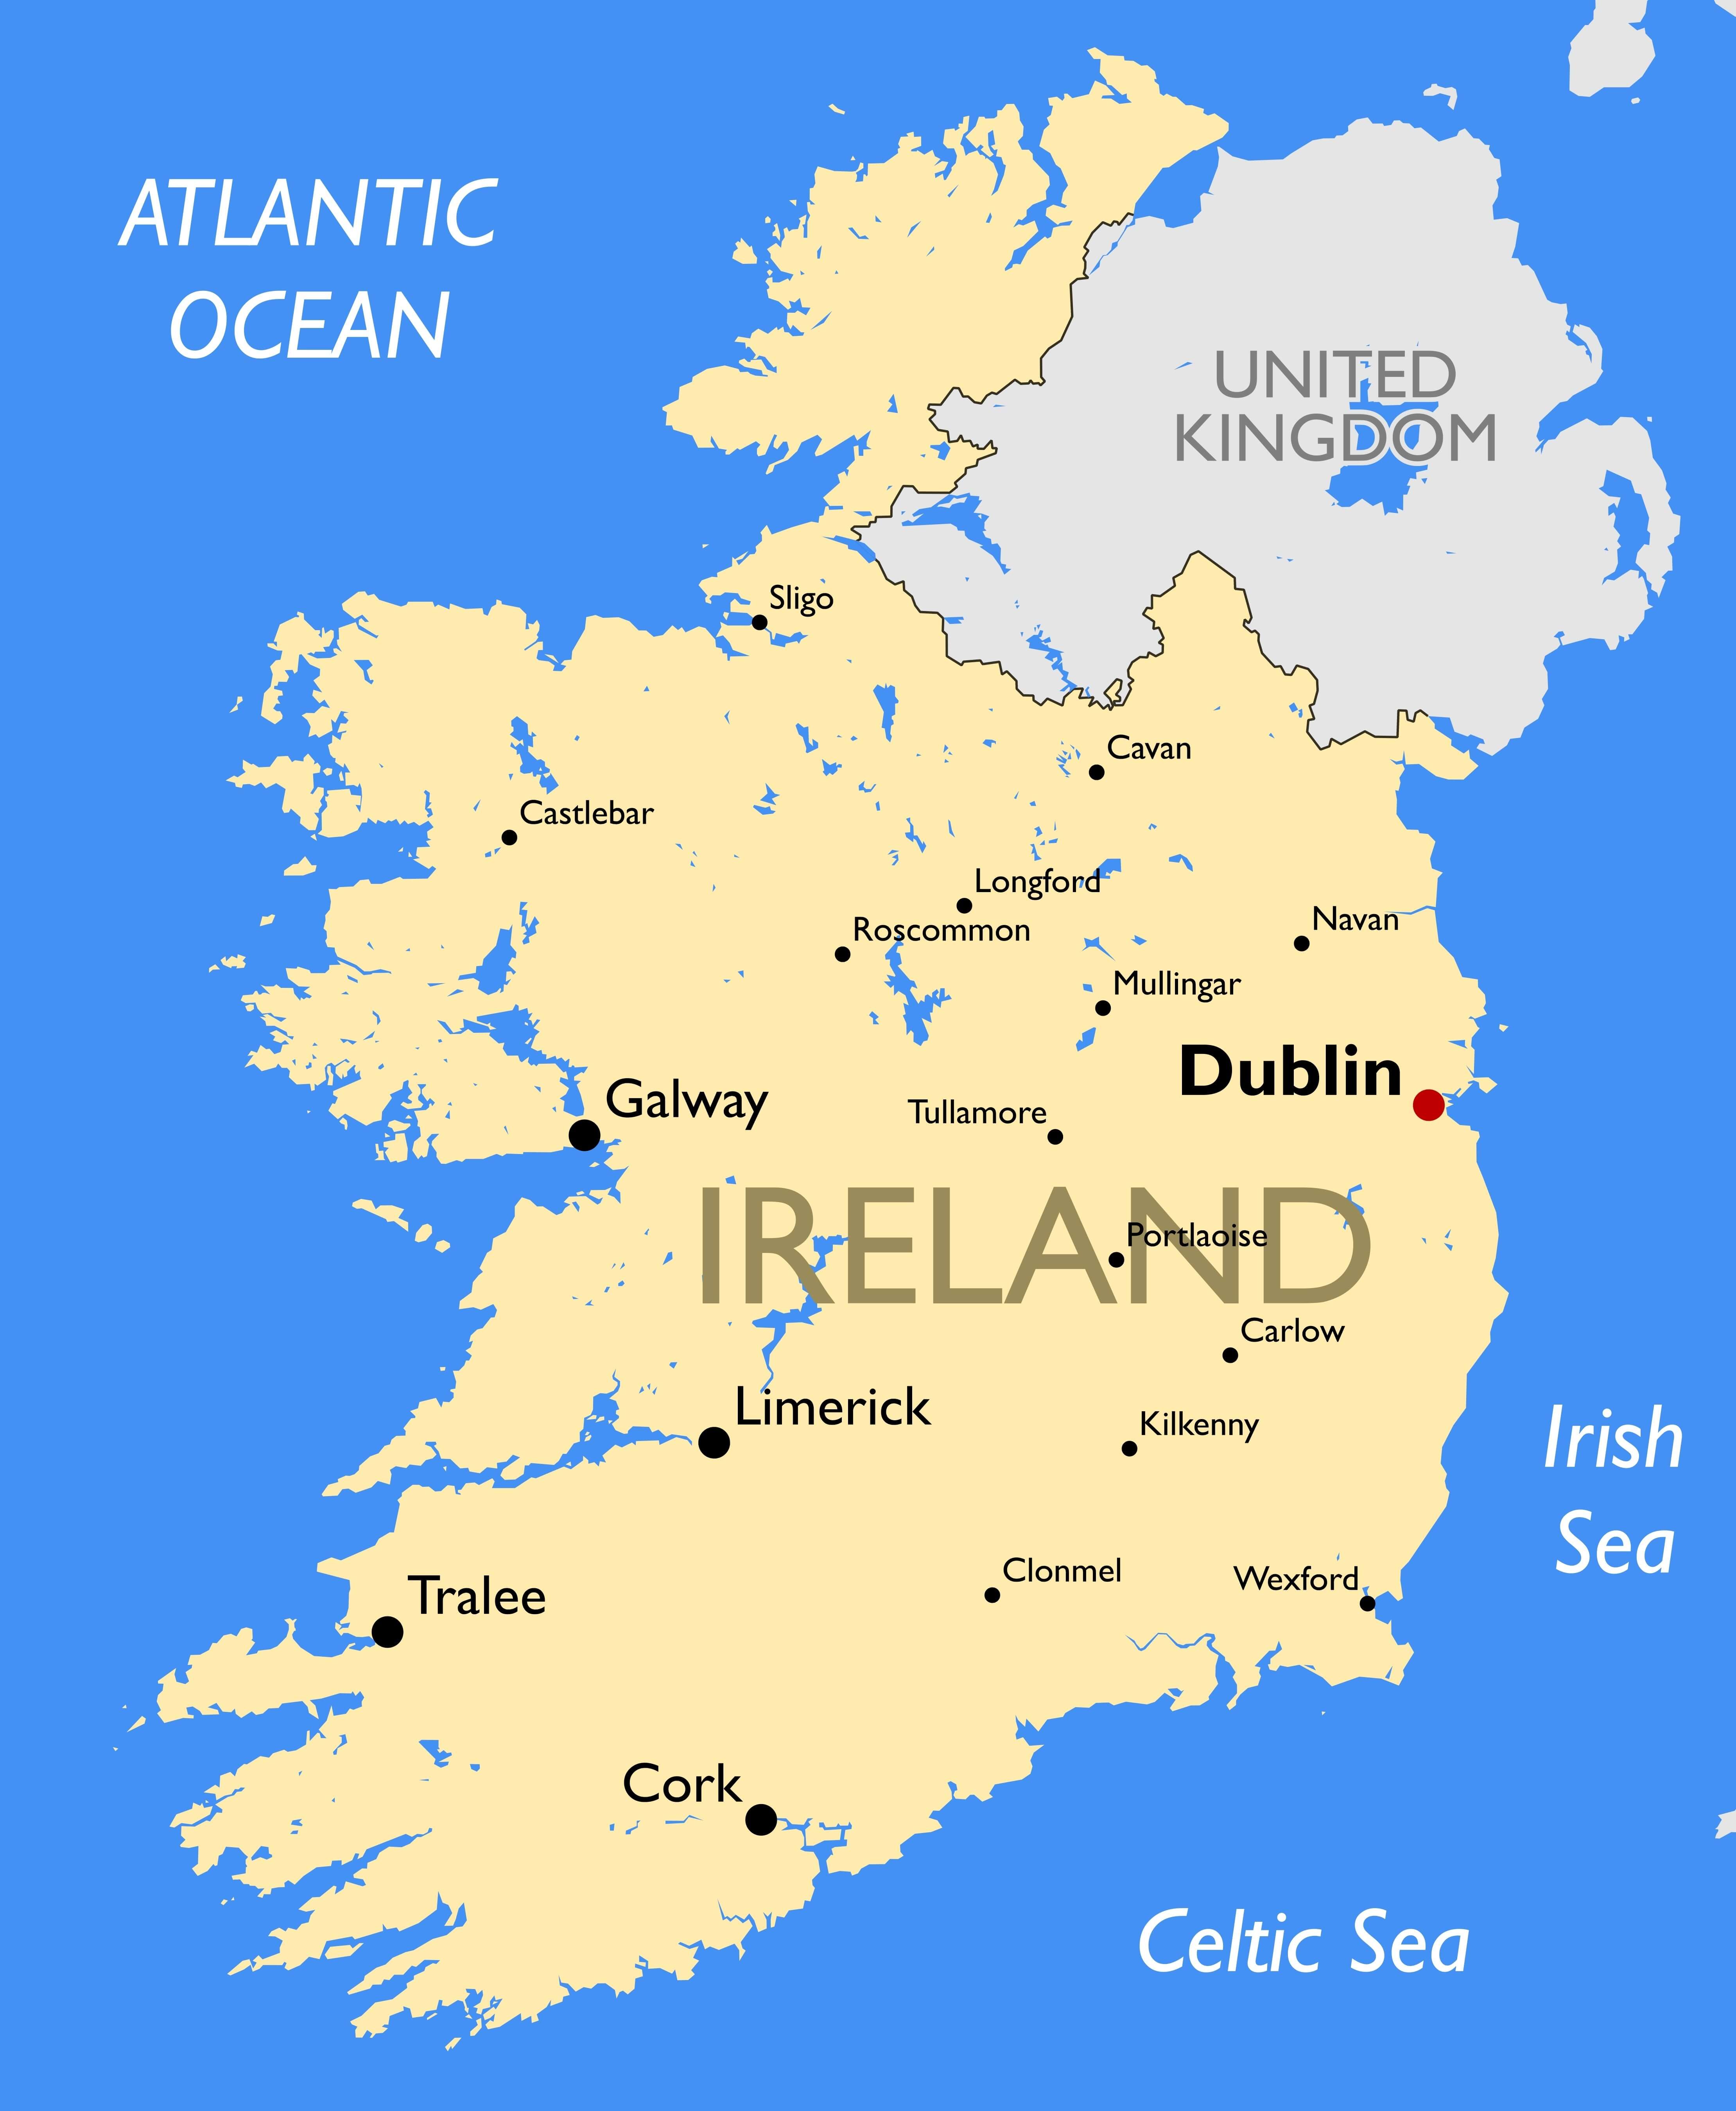 ATLANTIC
OCEAN
UNITED
KINGDOM
Sligo
Cavan
Castlebar
Longford
Roscommon
Navan
Mullingar
Dublin
Galway
Tullamore
IRELAND
Portlaoise
Carlow
Limerick
Kilkenny
Irish
Sea
Clonmel
Wexford
Tralee
Cork
Celtic Sea